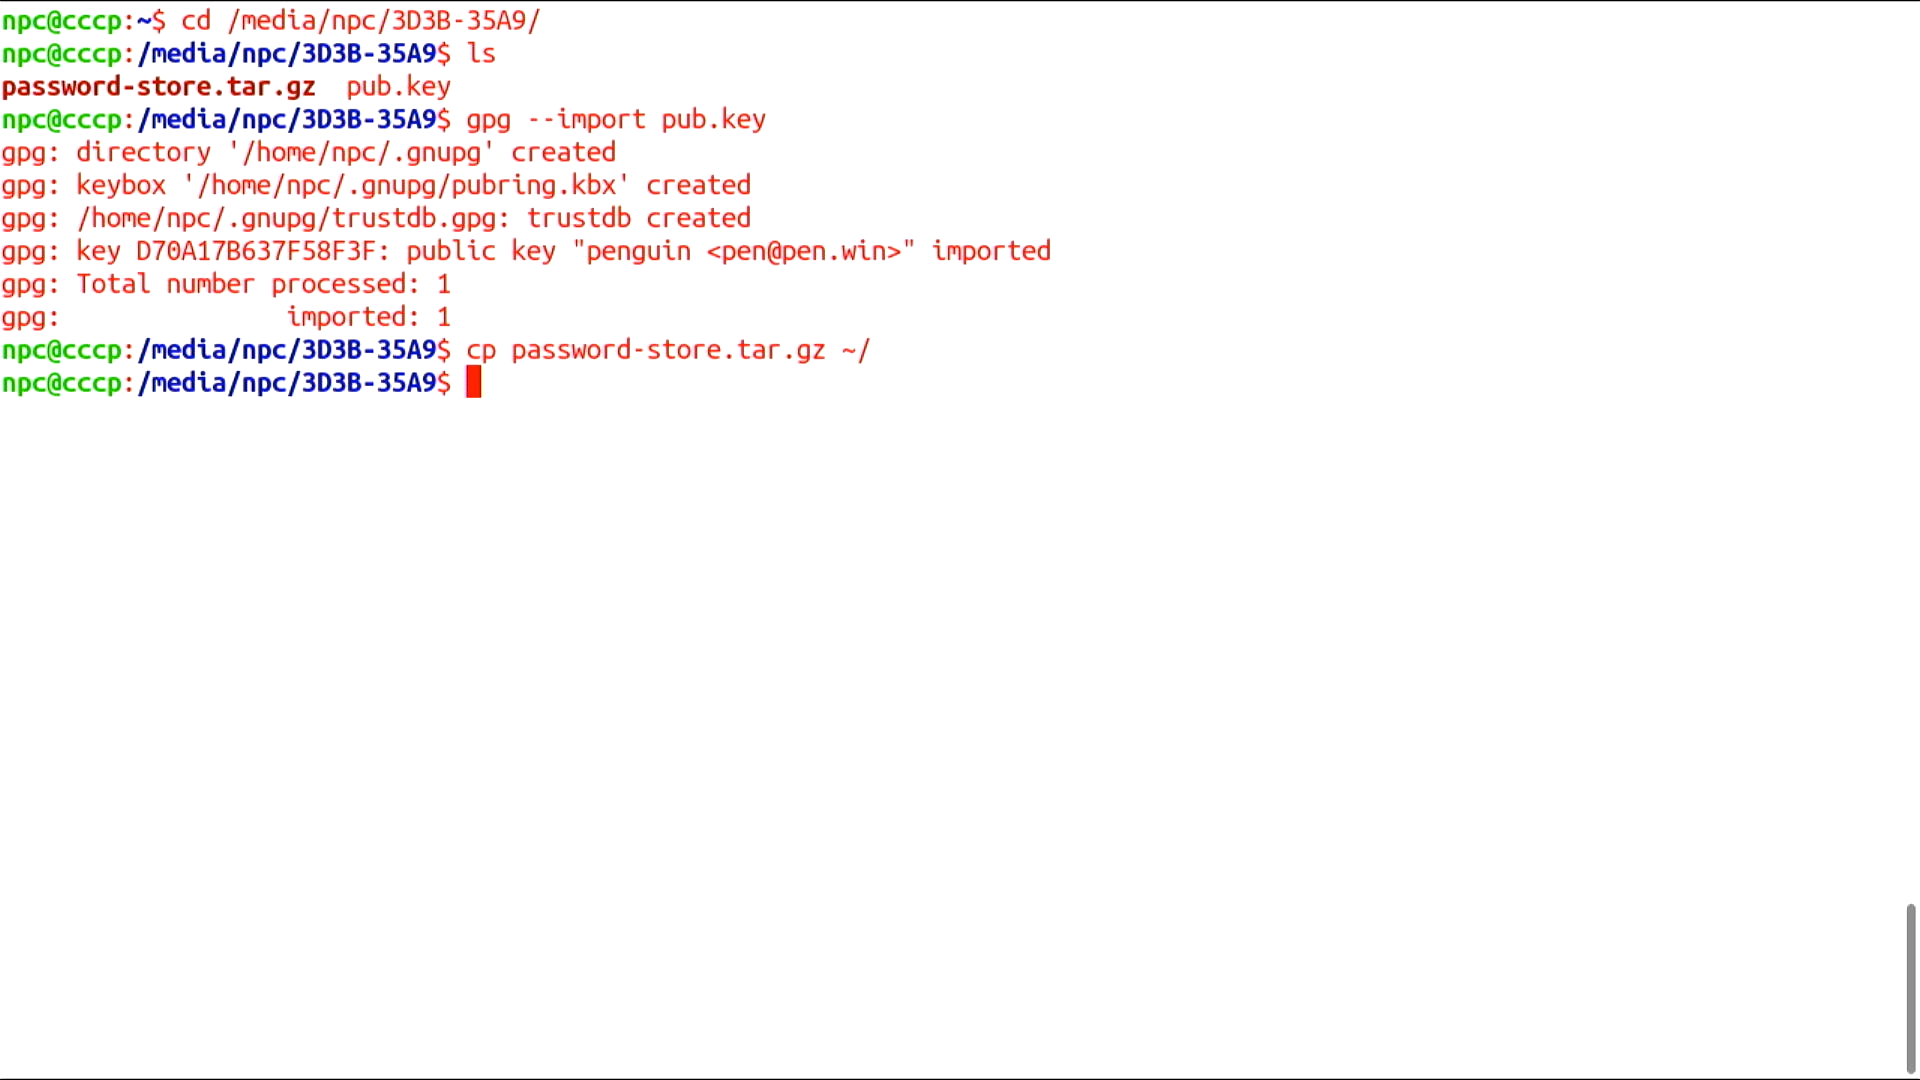 npc@cccp:~$ cd /media/npc/3D3B-35A9/
npc@cccp:/media/npc/3D3B-35A9$ ls
password-store.tar.gz  pub.key
npc@cccp:/media/npc/3D3B-35A9$ gpg --import pub.key
gpg: directory '/home/npc/.gnupg' created
gpg: keybox '/home/npc/.gnupg/pubring.kbx' created
gpg: /home/npc/.gnupg/trustdb.gpg: trustdb created
gpg: key D70A17B637F58F3F: public key "penguin <pen@pen.win>" imported
gpg: Total number processed: 1
gpg:               imported: 1
npc@cccp:/media/npc/3D3B-35A9$ cp password-store.tar.gz ~/
npc@cccp:/media/npc/3D3B-35A9$